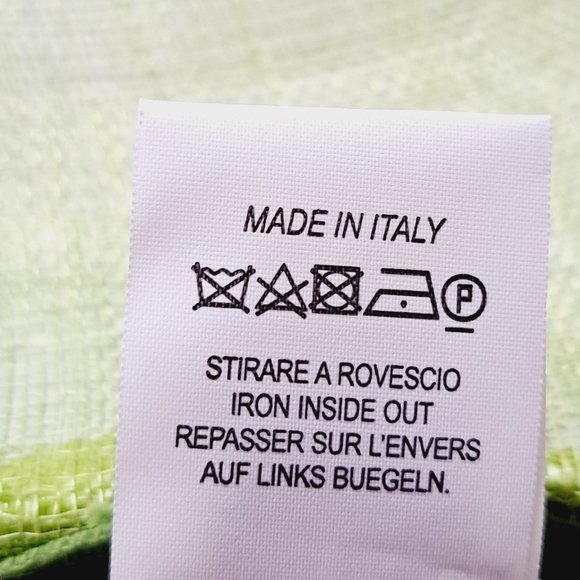 MADE IN ITALY
P
STIRARE A ROVESCIO
IRON INSIDE OUT
REPASSER SUR L'ENVERS
AUF LINKS BUEGELN.